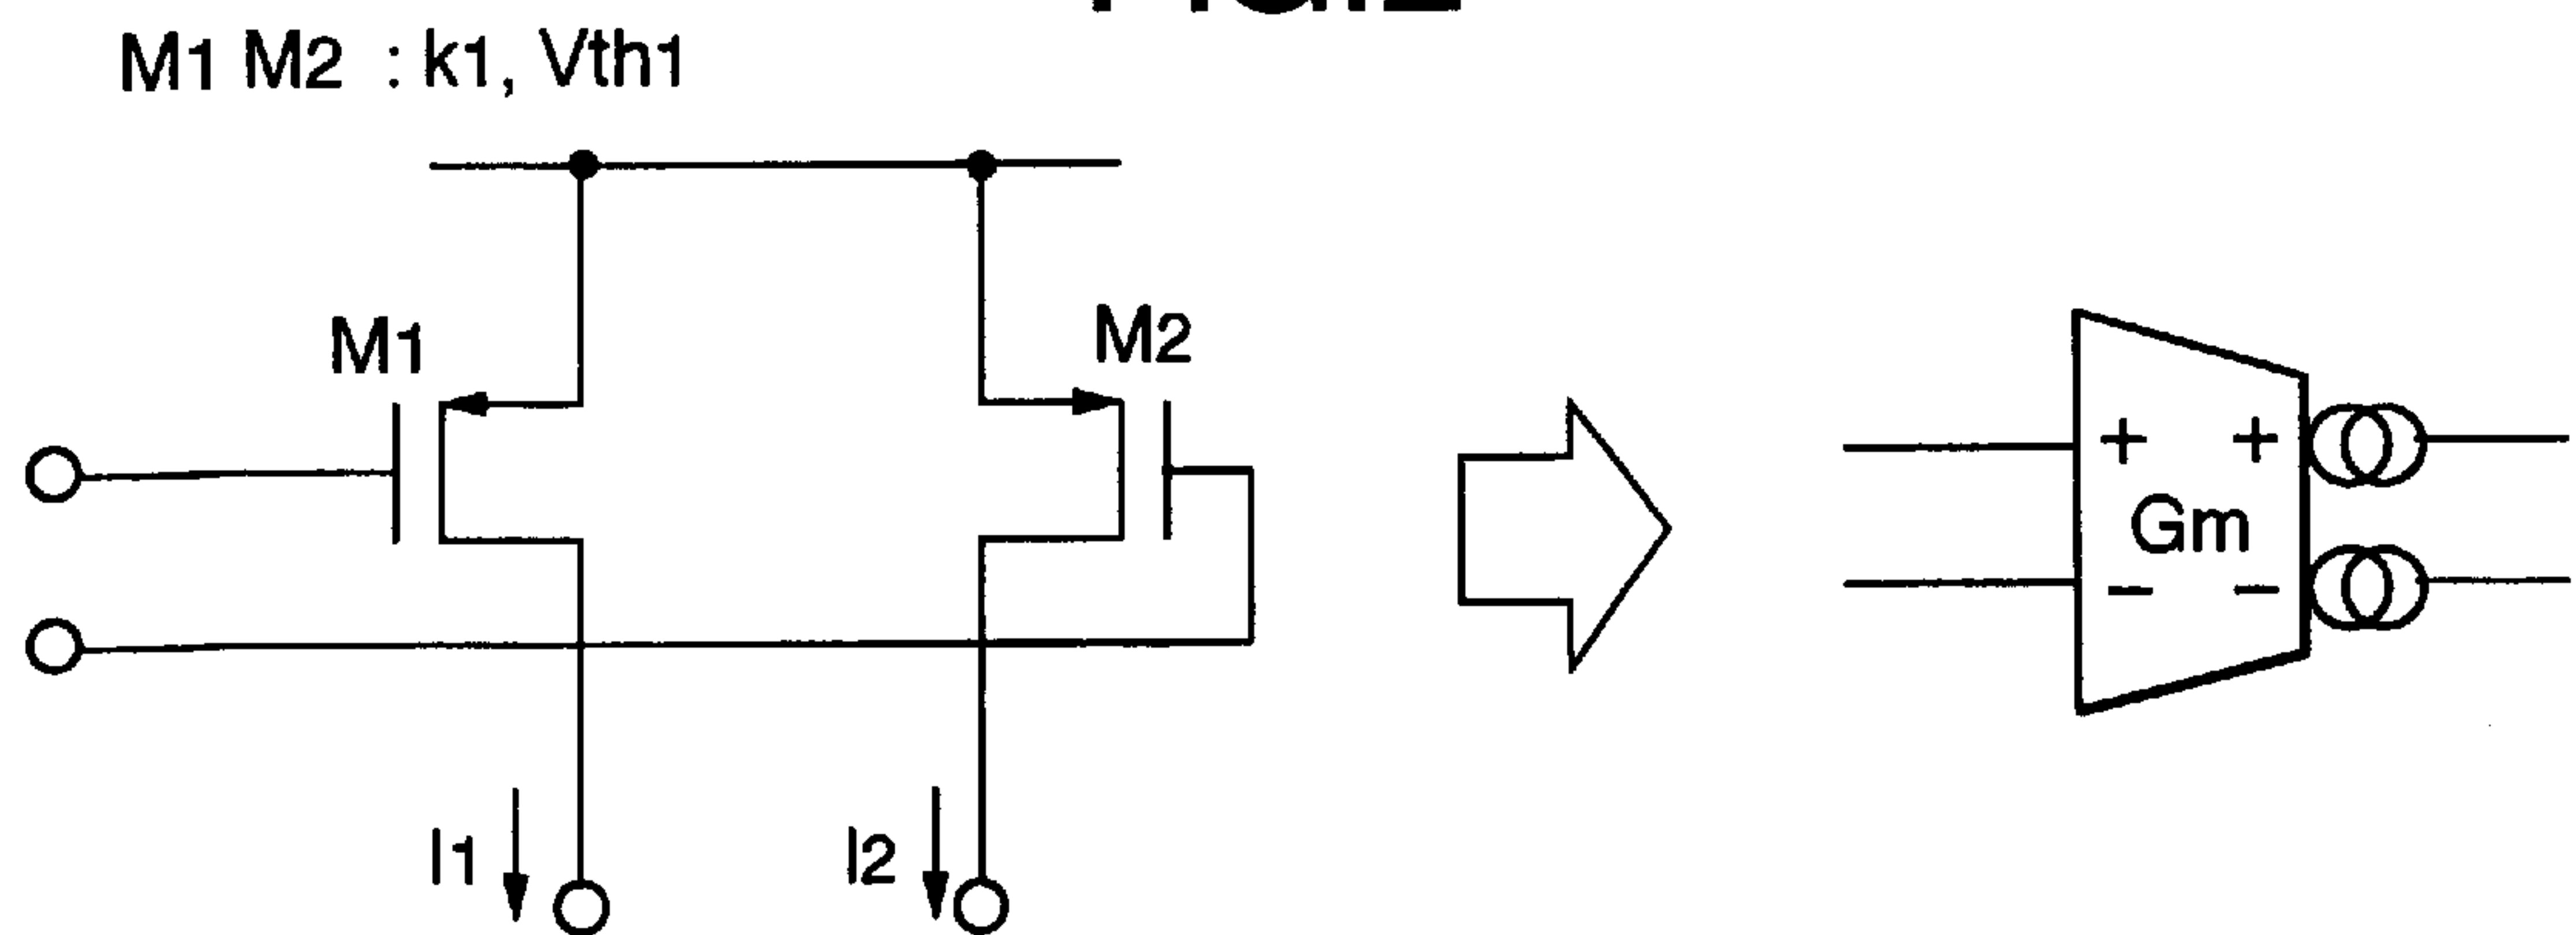 M1 M2 : k1, Vth1
M1
M2
+ +
Gm
− −
I1
I2